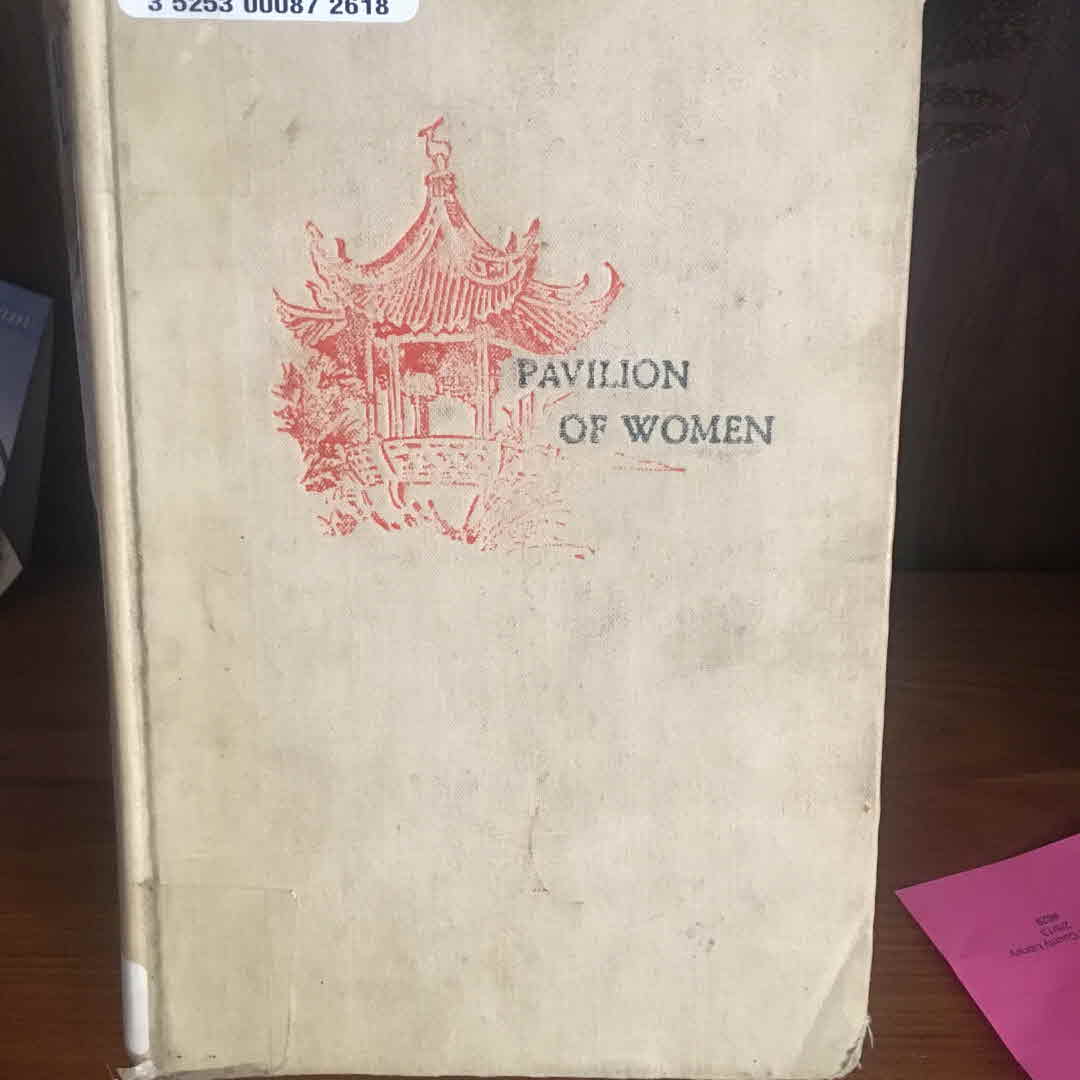 3 5253 00087 2618
PAVILION
OF WOMEN